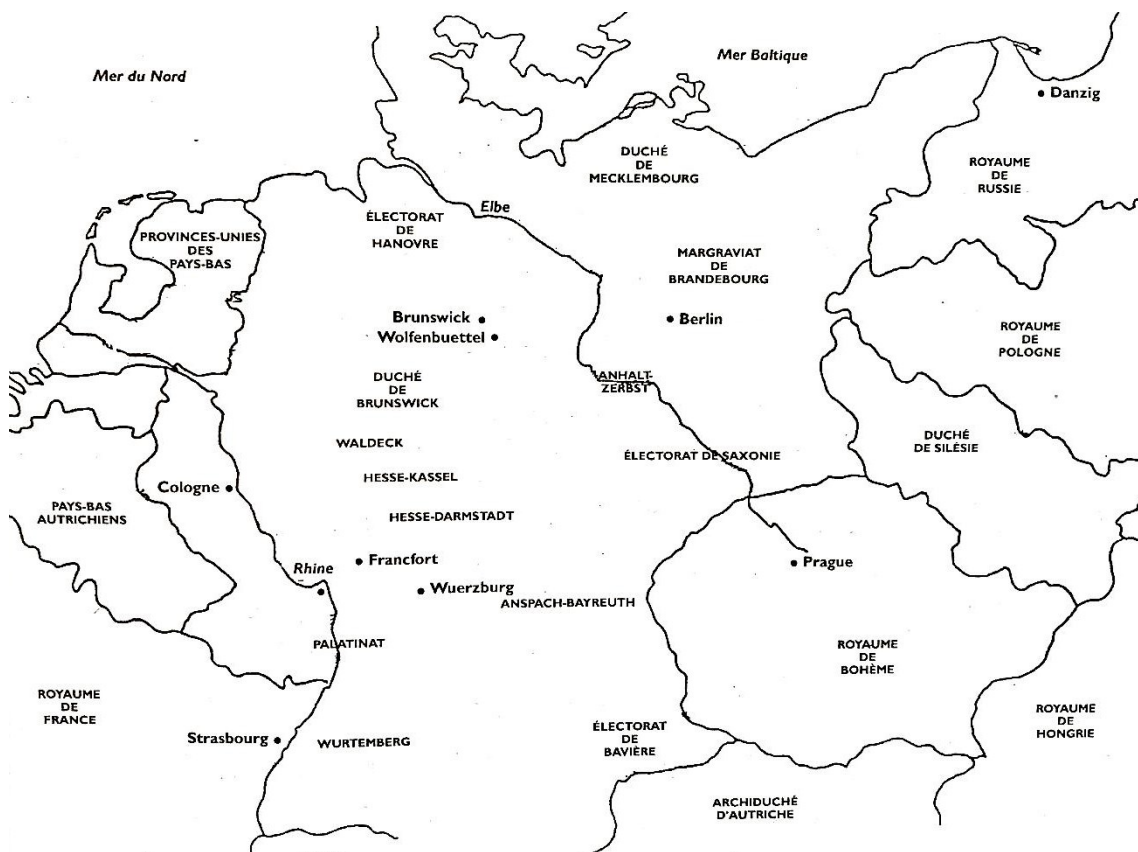 Mer du Nord
Mer Baltique
Danzig
DUCHÉ
DE
MECKLEMBOURG
ROYAUME
DE
RUSSIE
Elbe
ÉLECTORAT
DE
HANOVRE
PROVINCES-UNIES
DES
PAYS-BAS
MARGRAVIAT
DE
BRANDEBOURG
Brunswick
Wolfenbuettel
Berlin
ROYAUME
DE
POLOGNE
DUCHÉ
DE
BRUNSWICK
ANHALT-
ZERBST
WALDECK
ÉLECTORAT DE SAXONIE
DUCHÉ
DE SILÉSIE
HESSE-KASSEL
Cologne
PAYS-BAS
AUTRICHIENS
HESSE-DARMSTADT
Francfort
Rhine
Prague
Wuerzburg
ANSPACH-BAYREUTH
PALATINAT
ROYAUME
DE
BOHÈME
ROYAUME
DE
FRANCE
Strasbourg
WURTEMBERG
ÉLECTORAT
DE
BAVIÈRE
ROYAUME
DE
HONGRIE
ARCHIDUCHÉ
D'AUTRICHE